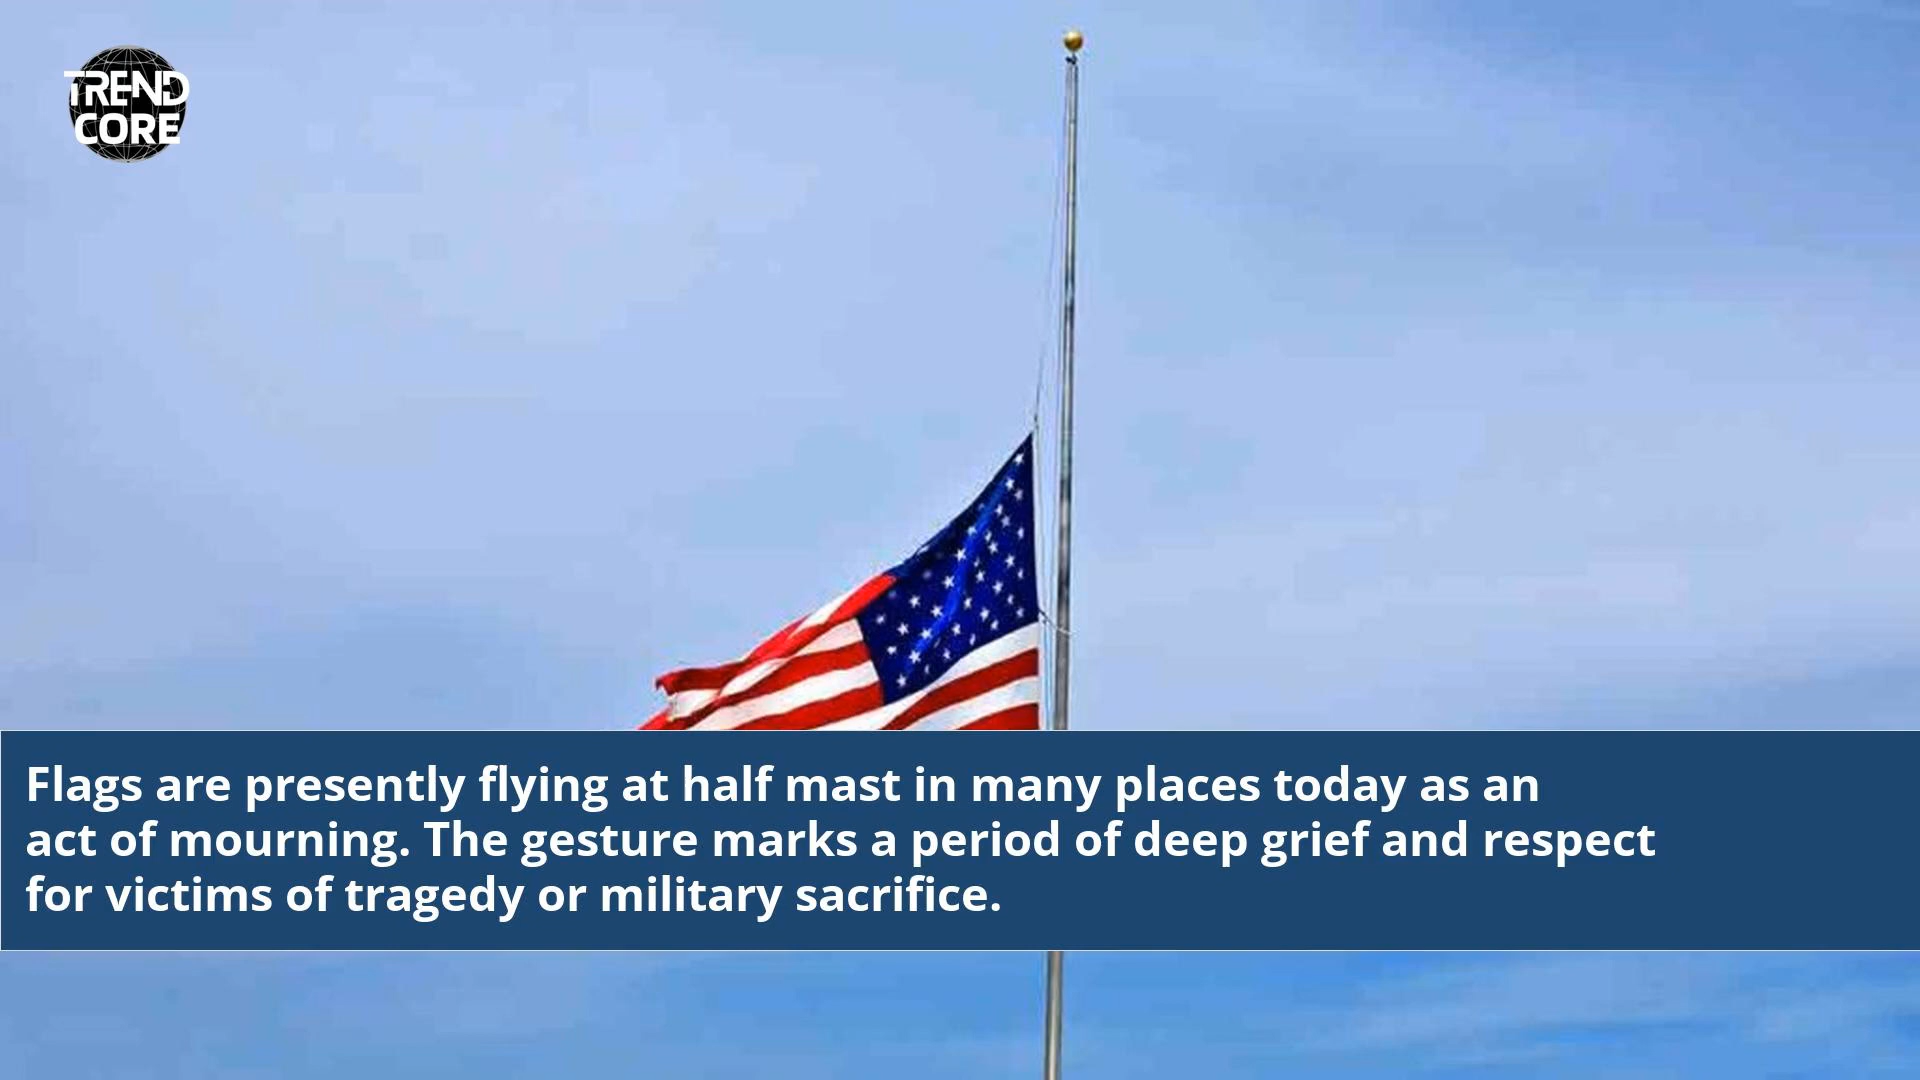 TREND
CORE
Flags are presently flying at half mast in many places today as an
act of mourning. The gesture marks a period of deep grief and respect
for victims of tragedy or military sacrifice.